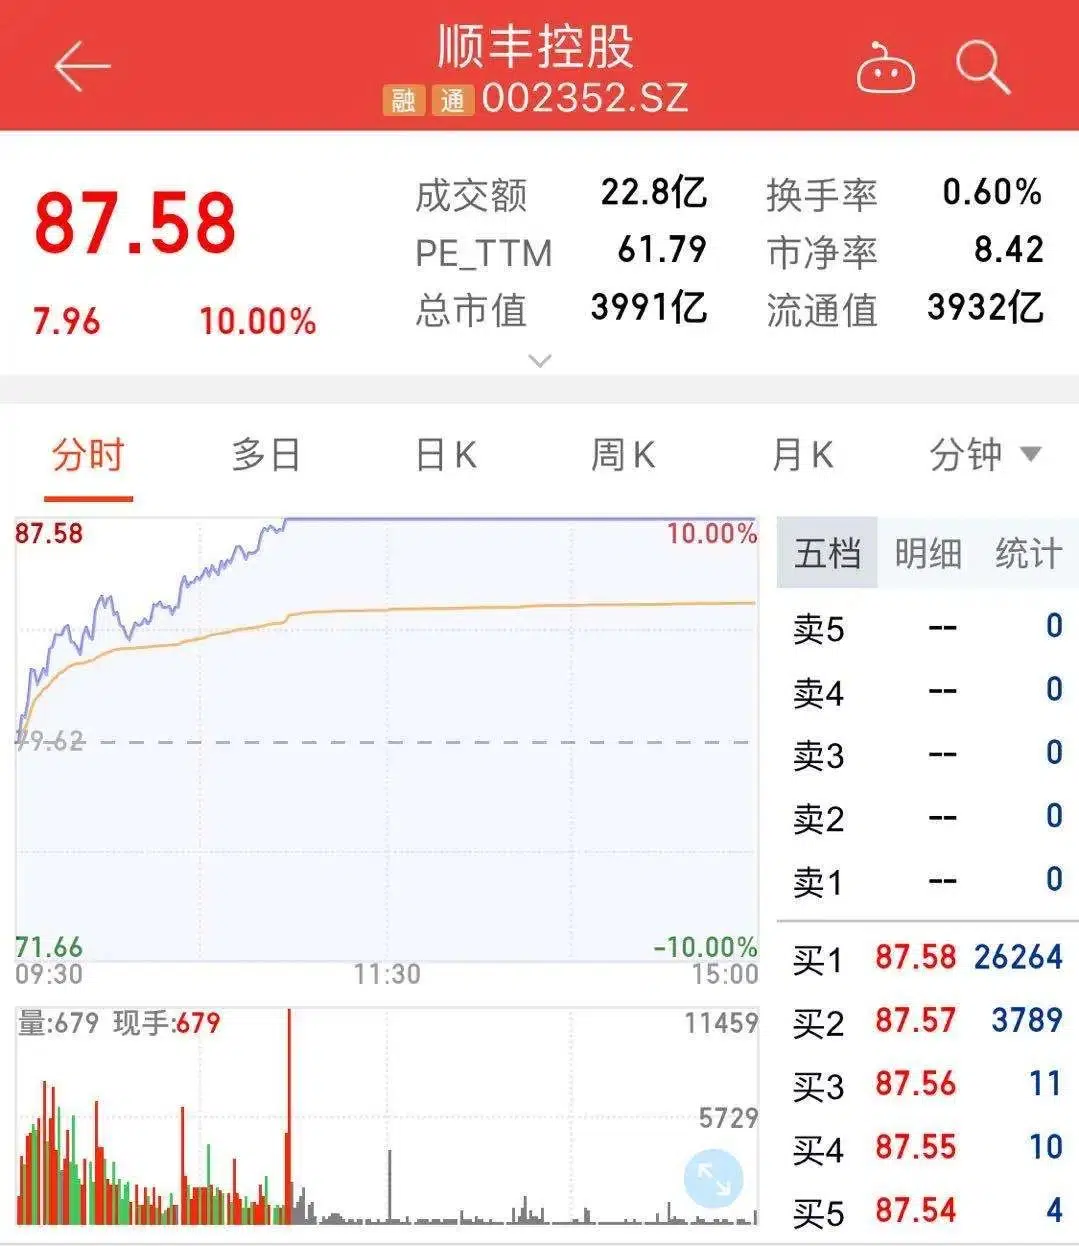 顺丰控股
融 通 002352.SZ
87.58
7.96 10.00%
成交额 22.8亿 换手率 0.60%
PE_TTM 61.79 市净率 8.42
总市值 3991亿 流通值 3932亿
分时 多日 日K 周K 月K 分钟
87.58 10.00%
79.62
71.66 -10.00%
09:30 11:30 15:00
量:679 现手:679 11459
5729
五档 明细 统计
卖5 -- 0
卖4 -- 0
卖3 -- 0
卖2 -- 0
卖1 -- 0
买1 87.58 26264
买2 87.57 3789
买3 87.56 11
买4 87.55 10
买5 87.54 4